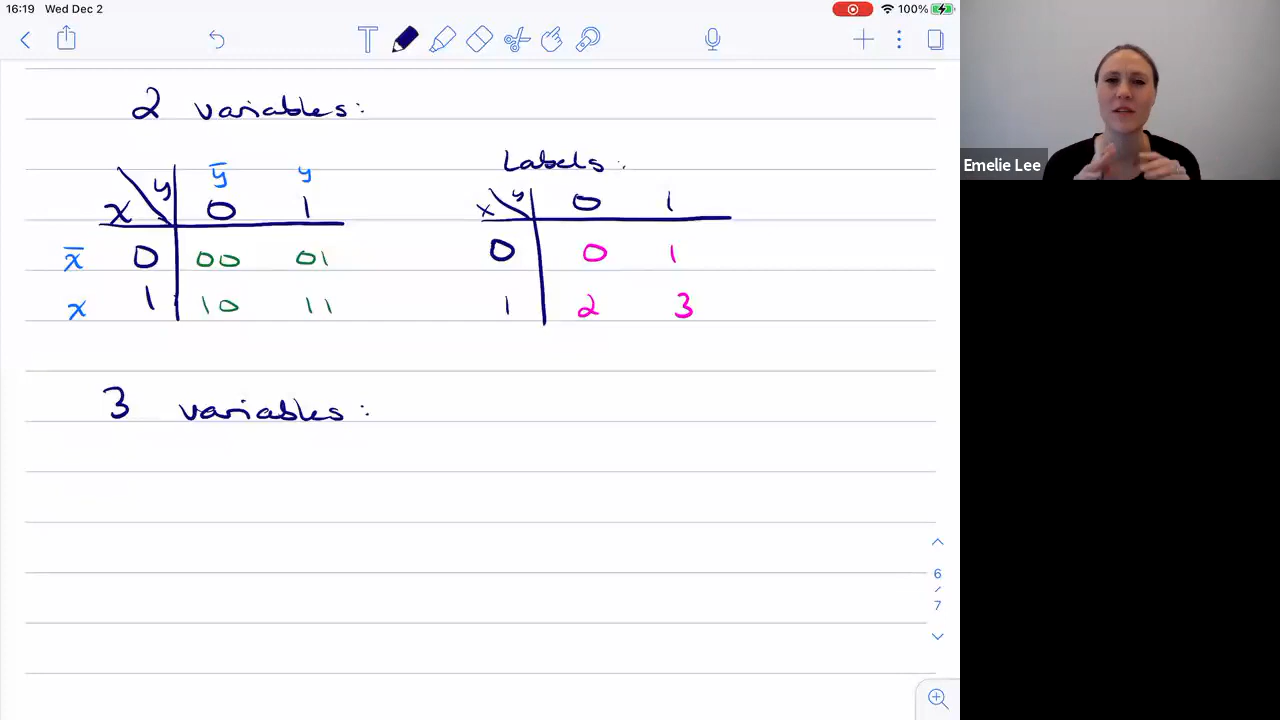 16:19 Wed Dec 2 100%
T
2 variables:
Labels:
y ȳ y
x 0 1
x y 0 1
x̄ 0 00 01
0 0 1
x 1 10 11
1 2 3
3 variables:
6
/
7
Emelie Lee